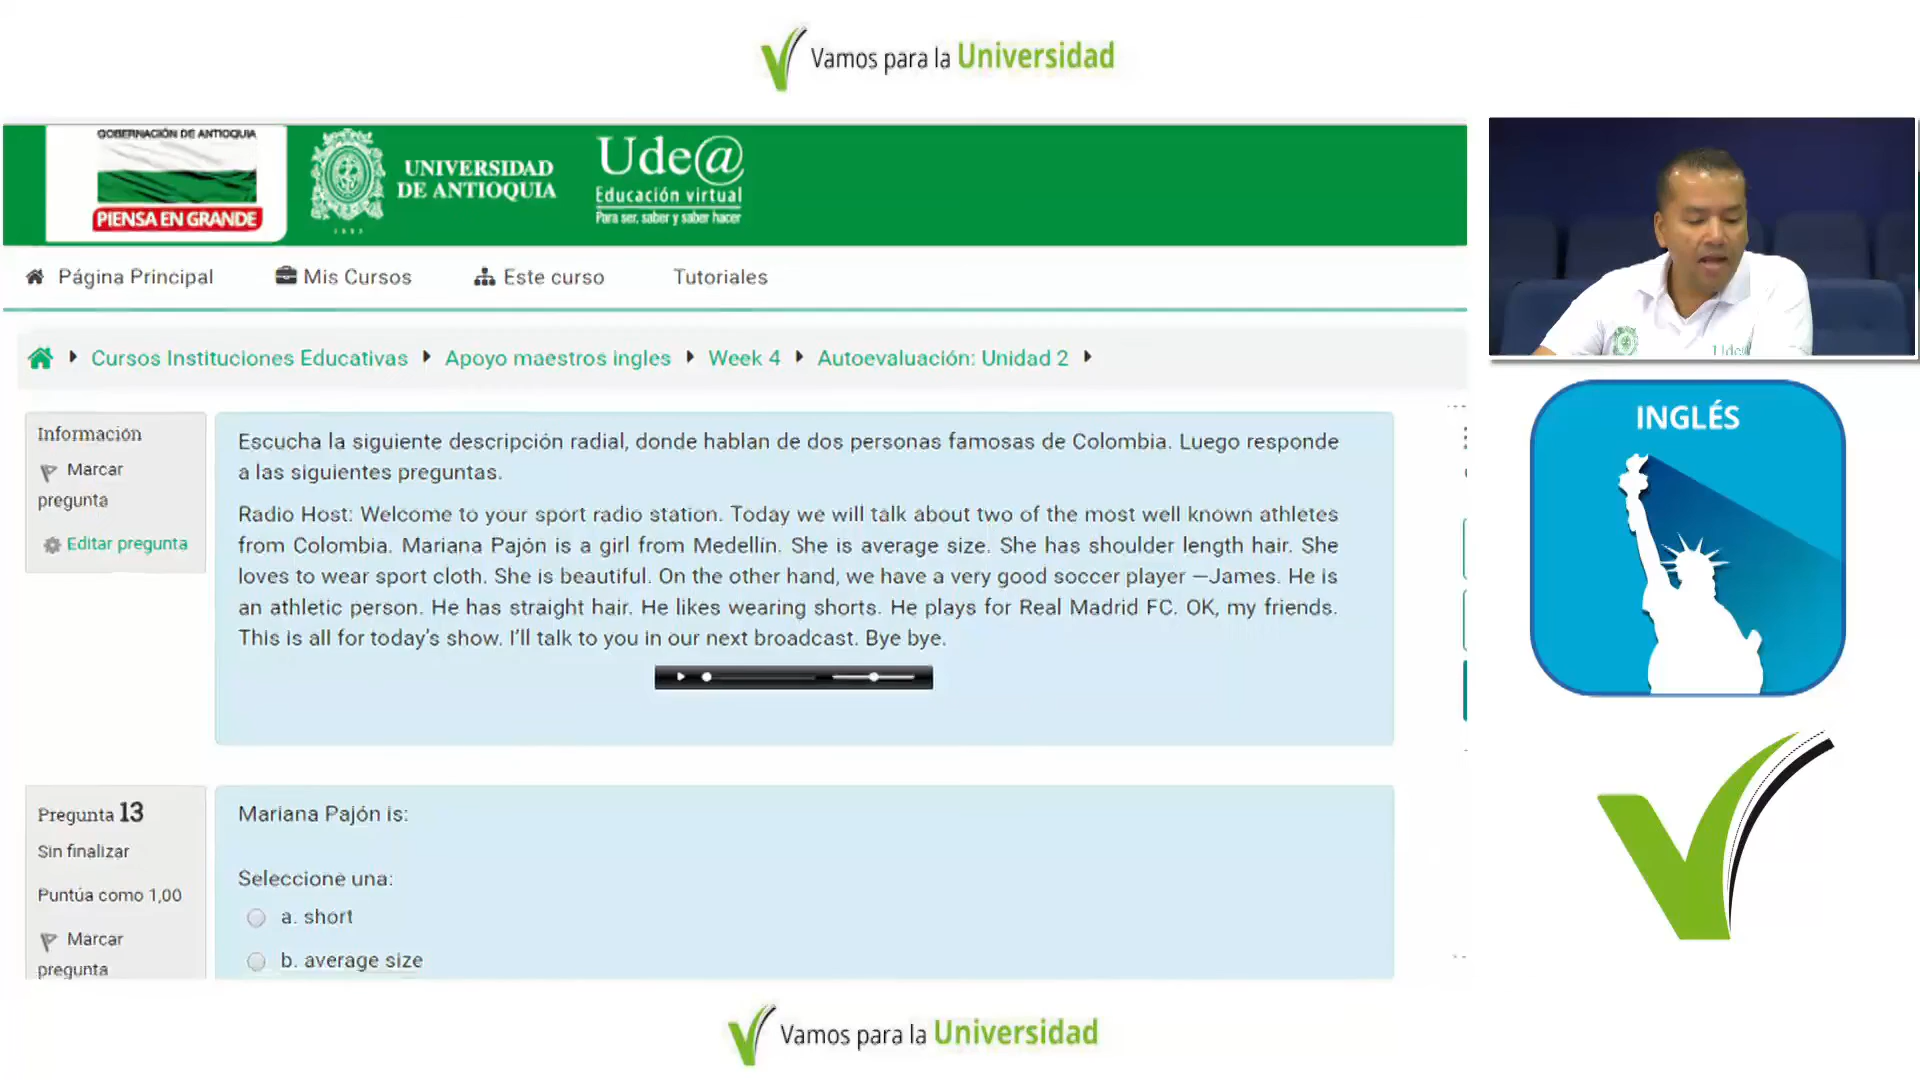 Vamos para la Universidad
GOBERNACIÓN DE ANTIOQUIA
PIENSA EN GRANDE
UNIVERSIDAD
DE ANTIOQUIA
1803
Ude@
Educación virtual
Para ser, saber y saber hacer
Página Principal Mis Cursos Este curso Tutoriales
Cursos Instituciones Educativas Apoyo maestros ingles Week 4 Autoevaluación: Unidad 2
Información
Marcar
pregunta
Editar pregunta
Escucha la siguiente descripción radial, donde hablan de dos personas famosas de Colombia. Luego responde
a las siguientes preguntas.
Radio Host: Welcome to your sport radio station. Today we will talk about two of the most well known athletes
from Colombia. Mariana Pajón is a girl from Medellín. She is average size. She has shoulder length hair. She
loves to wear sport cloth. She is beautiful. On the other hand, we have a very good soccer player —James. He is
an athletic person. He has straight hair. He likes wearing shorts. He plays for Real Madrid FC. OK, my friends.
This is all for today's show. I'll talk to you in our next broadcast. Bye bye.
Pregunta 13
Sin finalizar
Puntúa como 1,00
Marcar
pregunta
Mariana Pajón is:
Seleccione una:
a. short
b. average size
Ude@
INGLÉS
Vamos para la Universidad